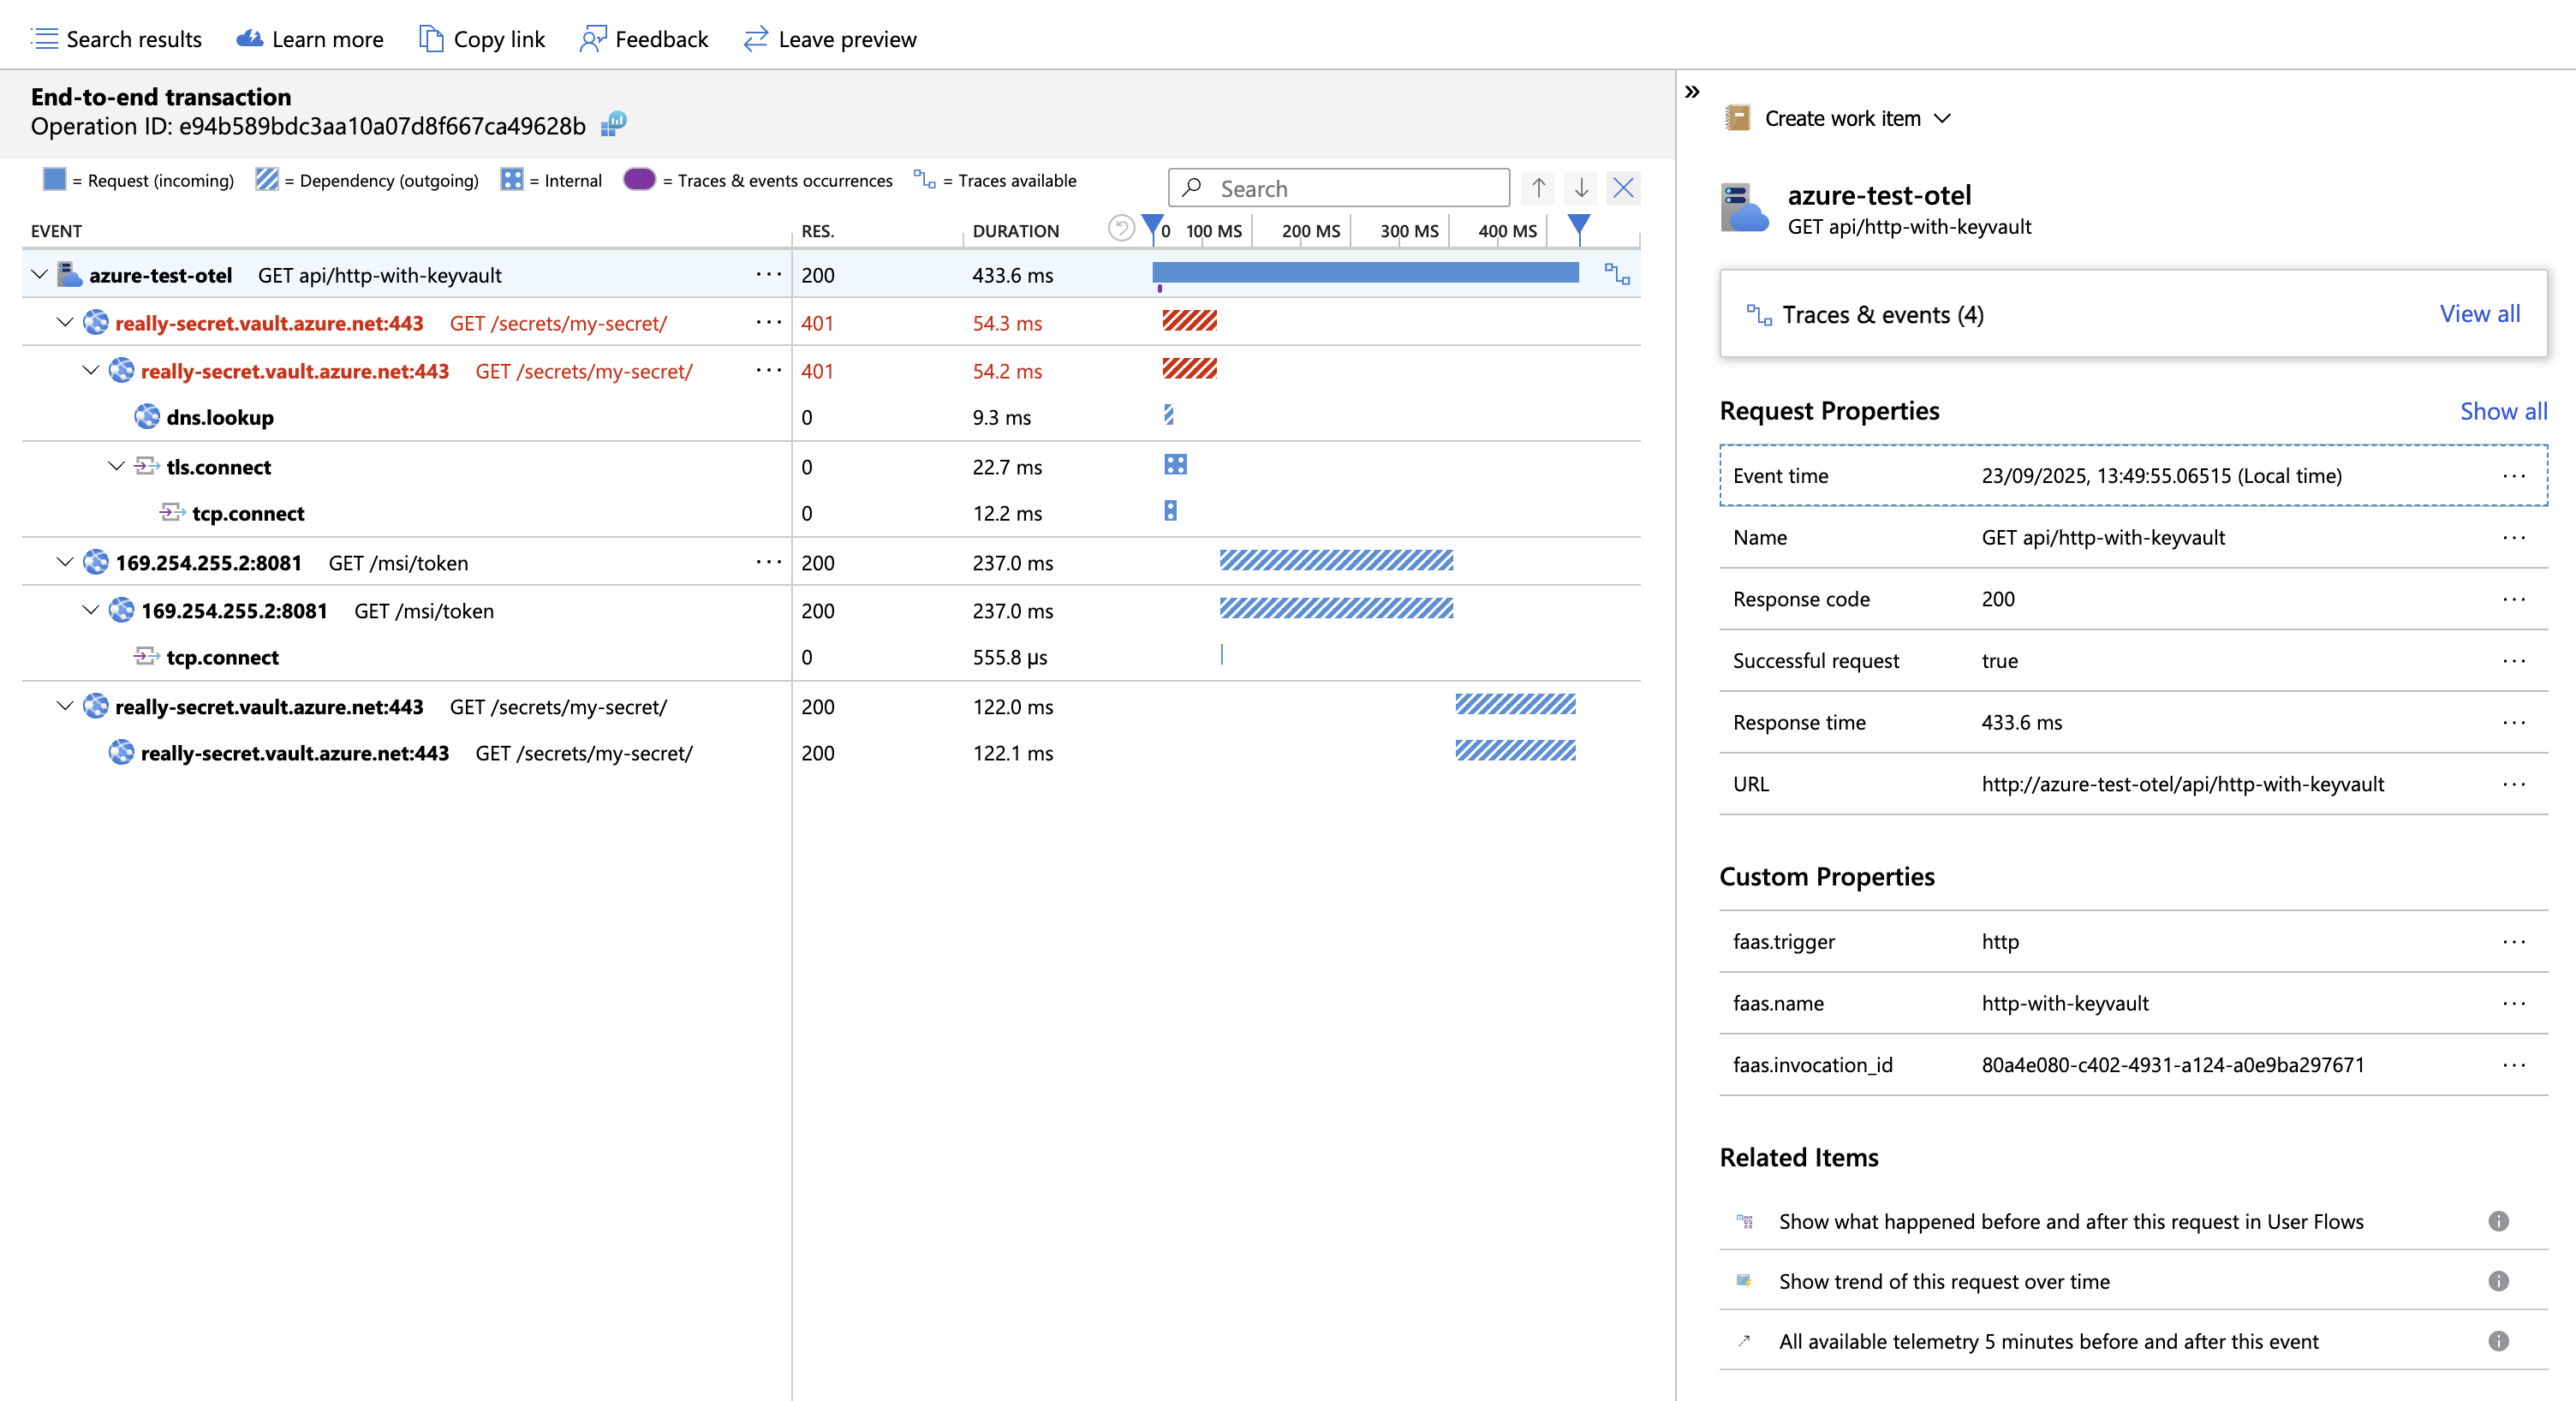 Search results Learn more Copy link Feedback Leave preview
End-to-end transaction
Operation ID: e94b589bdc3aa10a07d8f667ca49628b
= Request (incoming) = Dependency (outgoing) = Internal = Traces & events occurrences = Traces available
Search
EVENT RES. DURATION 0 100 MS 200 MS 300 MS 400 MS
azure-test-otel GET api/http-with-keyvault ... 200 433.6 ms
really-secret.vault.azure.net:443 GET /secrets/my-secret/ ... 401 54.3 ms
really-secret.vault.azure.net:443 GET /secrets/my-secret/ ... 401 54.2 ms
dns.lookup 0 9.3 ms
tls.connect 0 22.7 ms
tcp.connect 0 12.2 ms
169.254.255.2:8081 GET /msi/token ... 200 237.0 ms
169.254.255.2:8081 GET /msi/token 200 237.0 ms
tcp.connect 0 555.8 µs
really-secret.vault.azure.net:443 GET /secrets/my-secret/ 200 122.0 ms
really-secret.vault.azure.net:443 GET /secrets/my-secret/ 200 122.1 ms
Create work item
azure-test-otel
GET api/http-with-keyvault
Traces & events (4) View all
Request Properties Show all
Event time 23/09/2025, 13:49:55.06515 (Local time) ...
Name GET api/http-with-keyvault ...
Response code 200 ...
Successful request true ...
Response time 433.6 ms ...
URL http://azure-test-otel/api/http-with-keyvault ...
Custom Properties
faas.trigger http ...
faas.name http-with-keyvault ...
faas.invocation_id 80a4e080-c402-4931-a124-a0e9ba297671 ...
Related Items
Show what happened before and after this request in User Flows
Show trend of this request over time
All available telemetry 5 minutes before and after this event